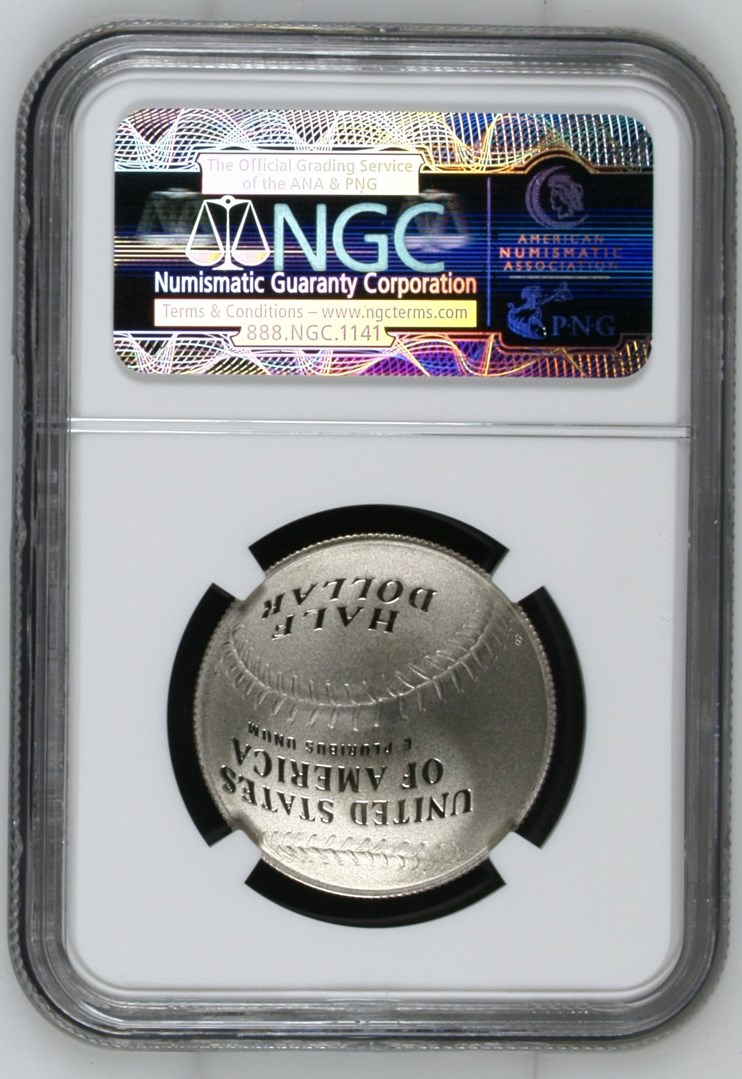 The Official Grading Service
of the ANA & PNG
NGC
Numismatic Guaranty Corporation
Terms & Conditions – www.ngcterms.com
888.NGC.1141
AMERICAN
NUMISMATIC
ASSOCIATION
P·N·G
UNITED STATES
OF AMERICA
E PLURIBUS UNUM
HALF
DOLLAR
S